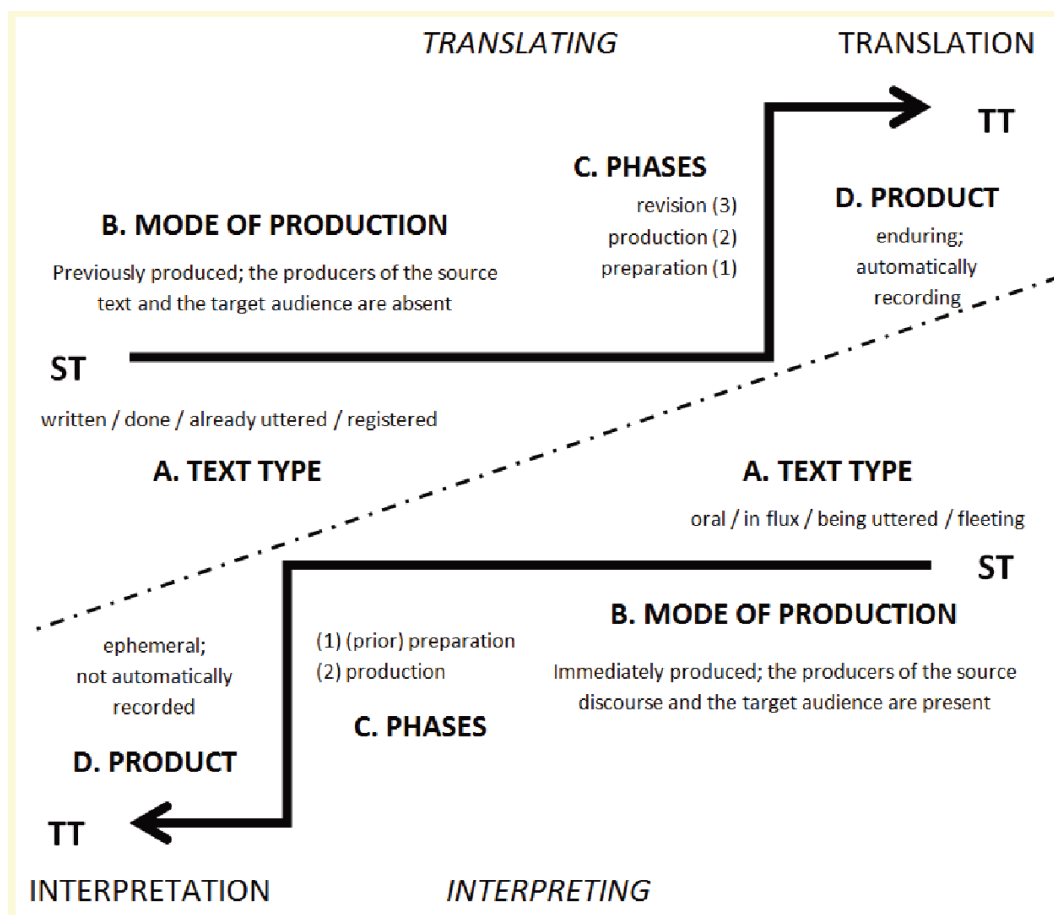 TRANSLATING
TRANSLATION
TT
C. PHASES
revision (3)
production (2)
preparation (1)
D. PRODUCT
enduring;
automatically
recording
B. MODE OF PRODUCTION
Previously produced; the producers of the source
text and the target audience are absent
ST
written / done / already uttered / registered
A. TEXT TYPE
A. TEXT TYPE
oral / in flux / being uttered / fleeting
ST
B. MODE OF PRODUCTION
Immediately produced; the producers of the source
discourse and the target audience are present
(1) (prior) preparation
(2) production
C. PHASES
ephemeral;
not automatically
recorded
D. PRODUCT
TT
INTERPRETATION
INTERPRETING